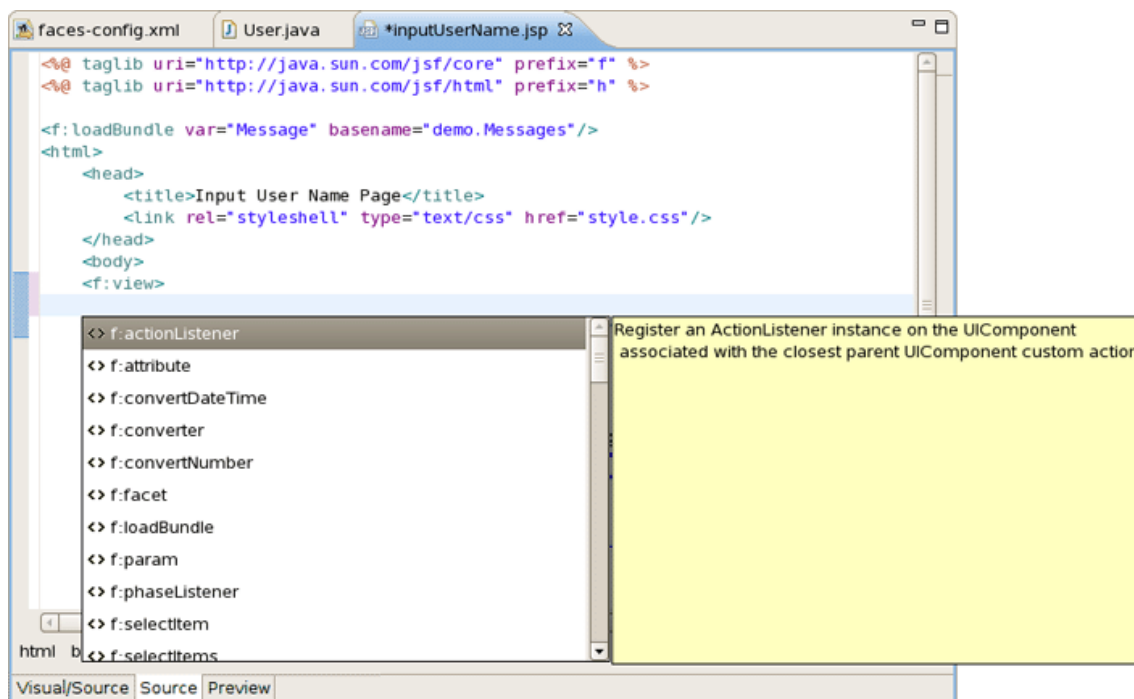 faces-config.xml User.java *inputUserName.jsp
<%@ taglib uri="http://java.sun.com/jsf/core" prefix="f" %>
<%@ taglib uri="http://java.sun.com/jsf/html" prefix="h" %>
<f:loadBundle var="Message" basename="demo.Messages"/>
<html>
<head>
<title>Input User Name Page</title>
<link rel="styleshell" type="text/css" href="style.css"/>
</head>
<body>
<f:view>
<> f:actionListener
<> f:attribute
<> f:convertDateTime
<> f:converter
<> f:convertNumber
<> f:facet
<> f:loadBundle
<> f:param
<> f:phaseListener
<> f:selectItem
<> f:selectItems
Register an ActionListener instance on the UIComponent
associated with the closest parent UIComponent custom action
html b
Visual/Source Source Preview